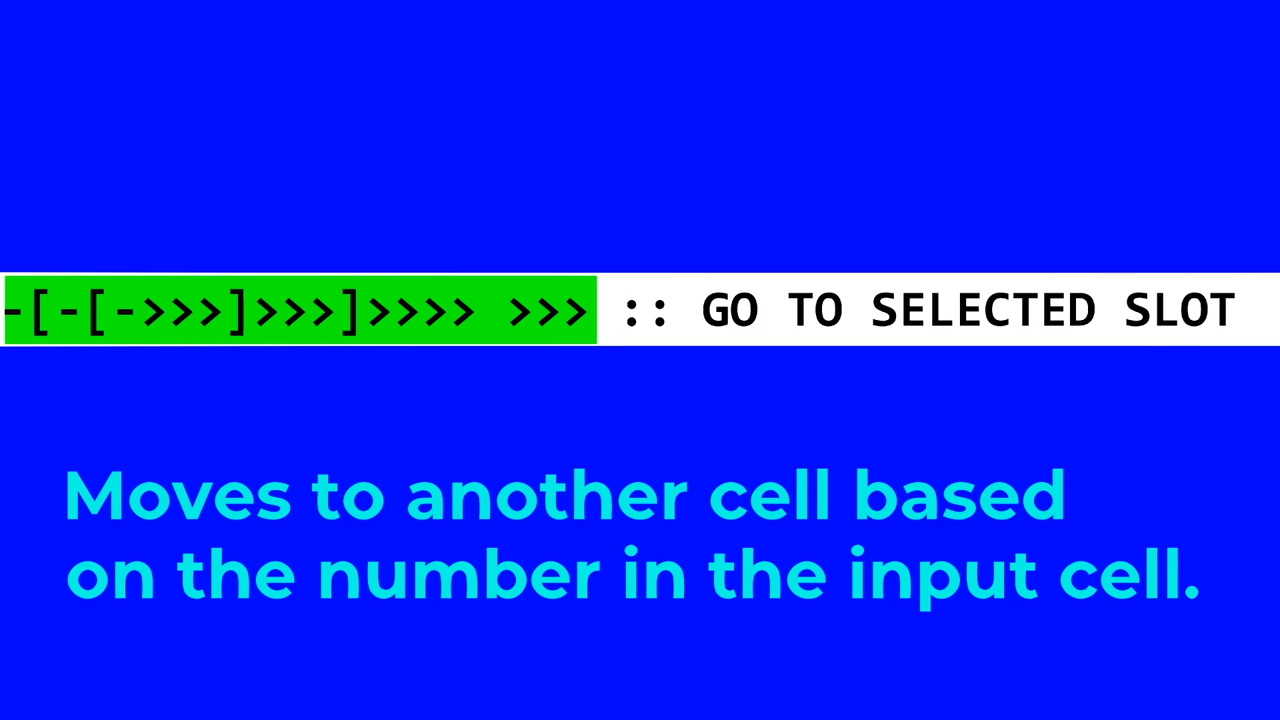 -[-[->>>]>>>]>>>> >>> :: GO TO SELECTED SLOT
Moves to another cell based
on the number in the input cell.